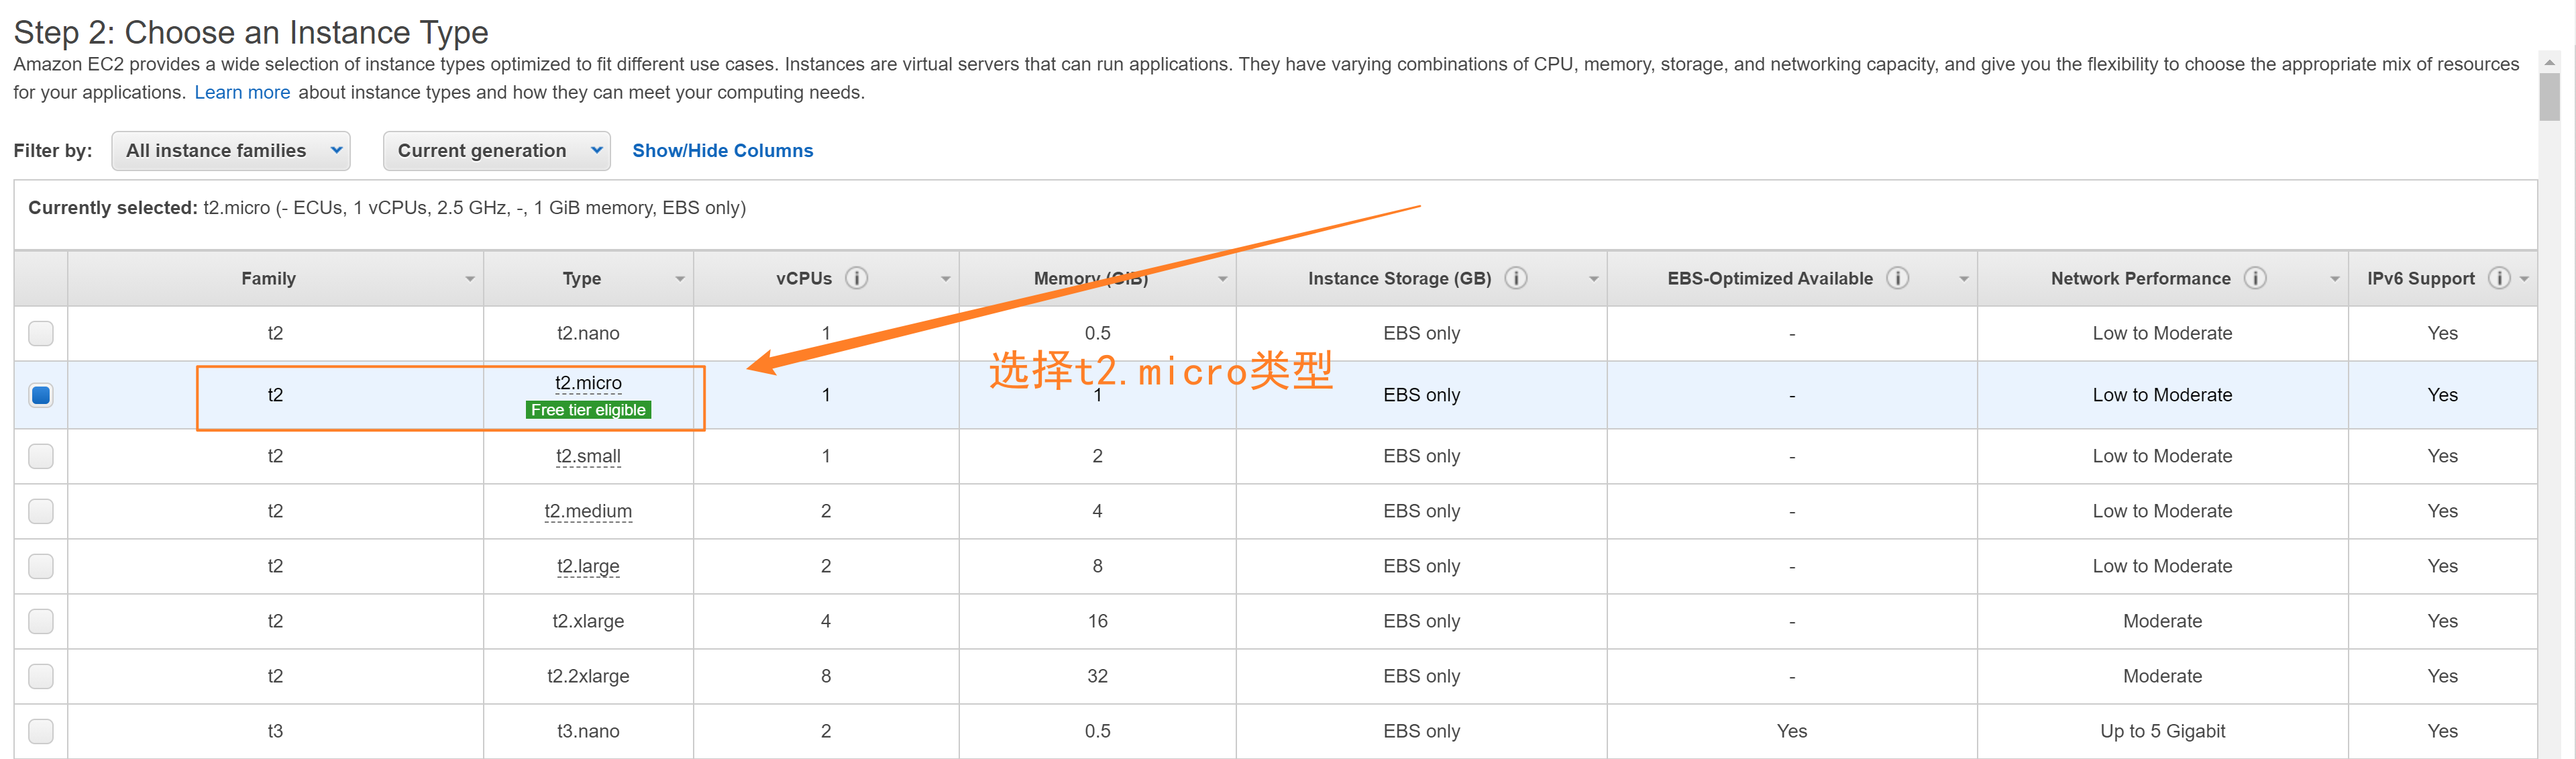 Step 2: Choose an Instance Type
Amazon EC2 provides a wide selection of instance types optimized to fit different use cases. Instances are virtual servers that can run applications. They have varying combinations of CPU, memory, storage, and networking capacity, and give you the flexibility to choose the appropriate mix of resources
for your applications. Learn more about instance types and how they can meet your computing needs.
Filter by: All instance families Current generation Show/Hide Columns
Currently selected: t2.micro (- ECUs, 1 vCPUs, 2.5 GHz, -, 1 GiB memory, EBS only)
Family Type vCPUs Memory (GiB) Instance Storage (GB) EBS-Optimized Available Network Performance IPv6 Support
t2 t2.nano 1 0.5 EBS only - Low to Moderate Yes
选择t2.micro类型
t2 t2.micro Free tier eligible 1 1 EBS only - Low to Moderate Yes
t2 t2.small 1 2 EBS only - Low to Moderate Yes
t2 t2.medium 2 4 EBS only - Low to Moderate Yes
t2 t2.large 2 8 EBS only - Low to Moderate Yes
t2 t2.xlarge 4 16 EBS only - Moderate Yes
t2 t2.2xlarge 8 32 EBS only - Moderate Yes
t3 t3.nano 2 0.5 EBS only Yes Up to 5 Gigabit Yes